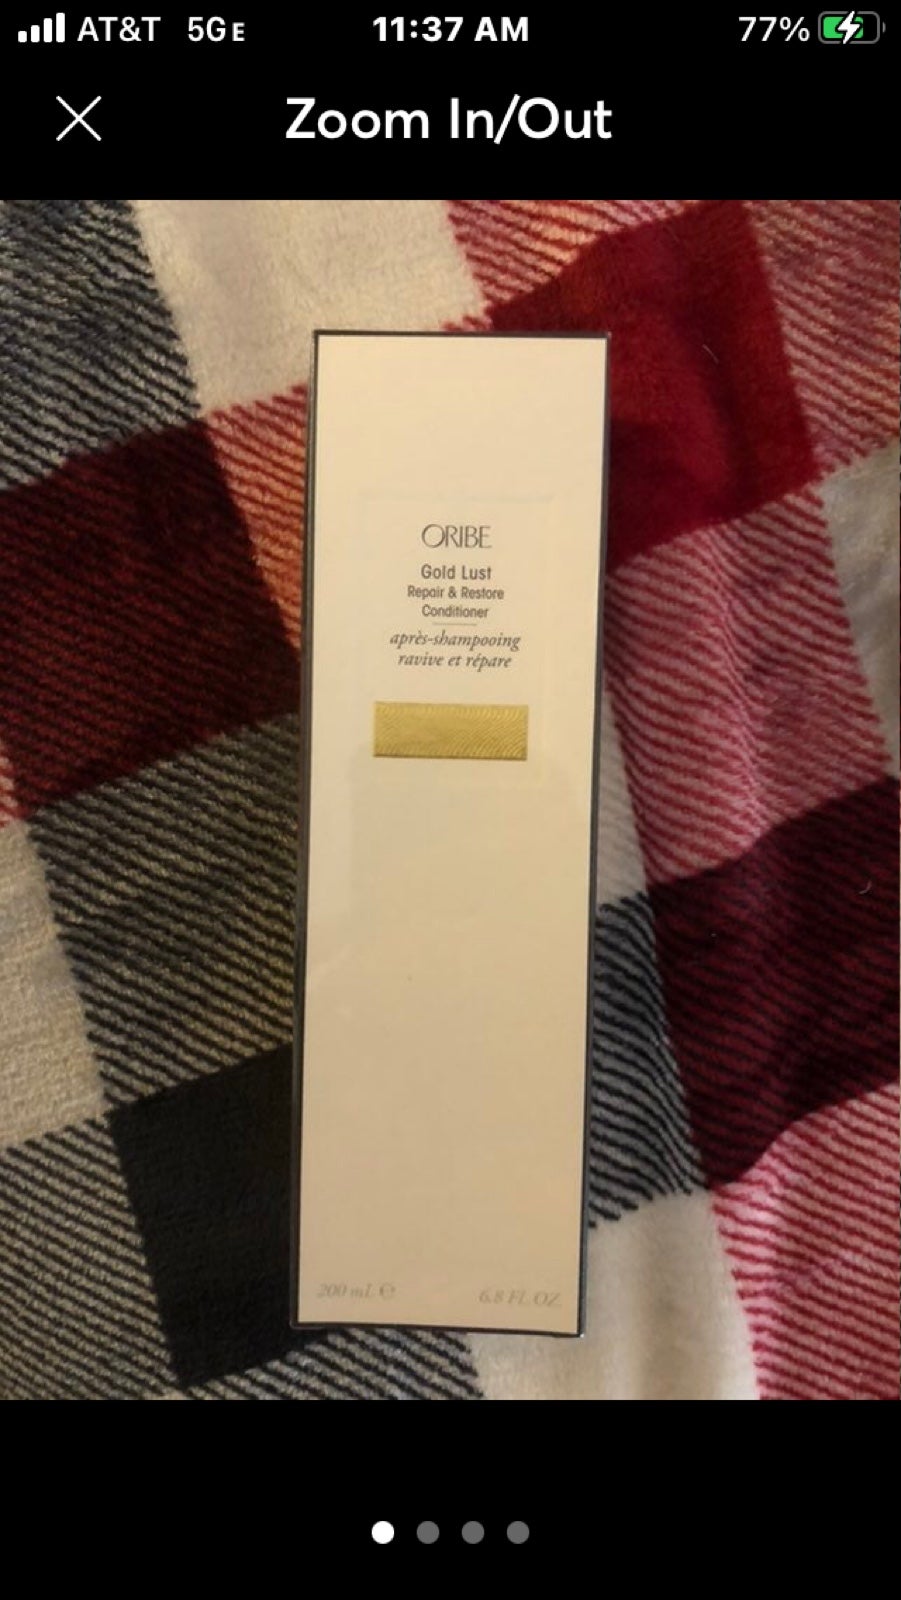 AT&T 5GE 11:37 AM 77%
Zoom In/Out
ORIBE
Gold Lust
Repair & Restore
Conditioner
après-shampooing
ravive et répare
200 mL ℮ 6.8 FL.OZ.